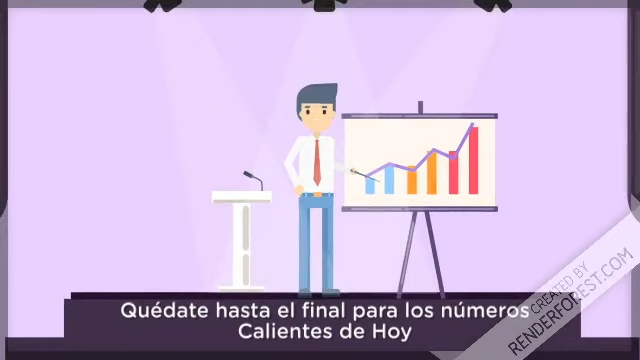 Quédate hasta el final para los números
Calientes de Hoy
CREATED BY
RENDERFOREST.COM